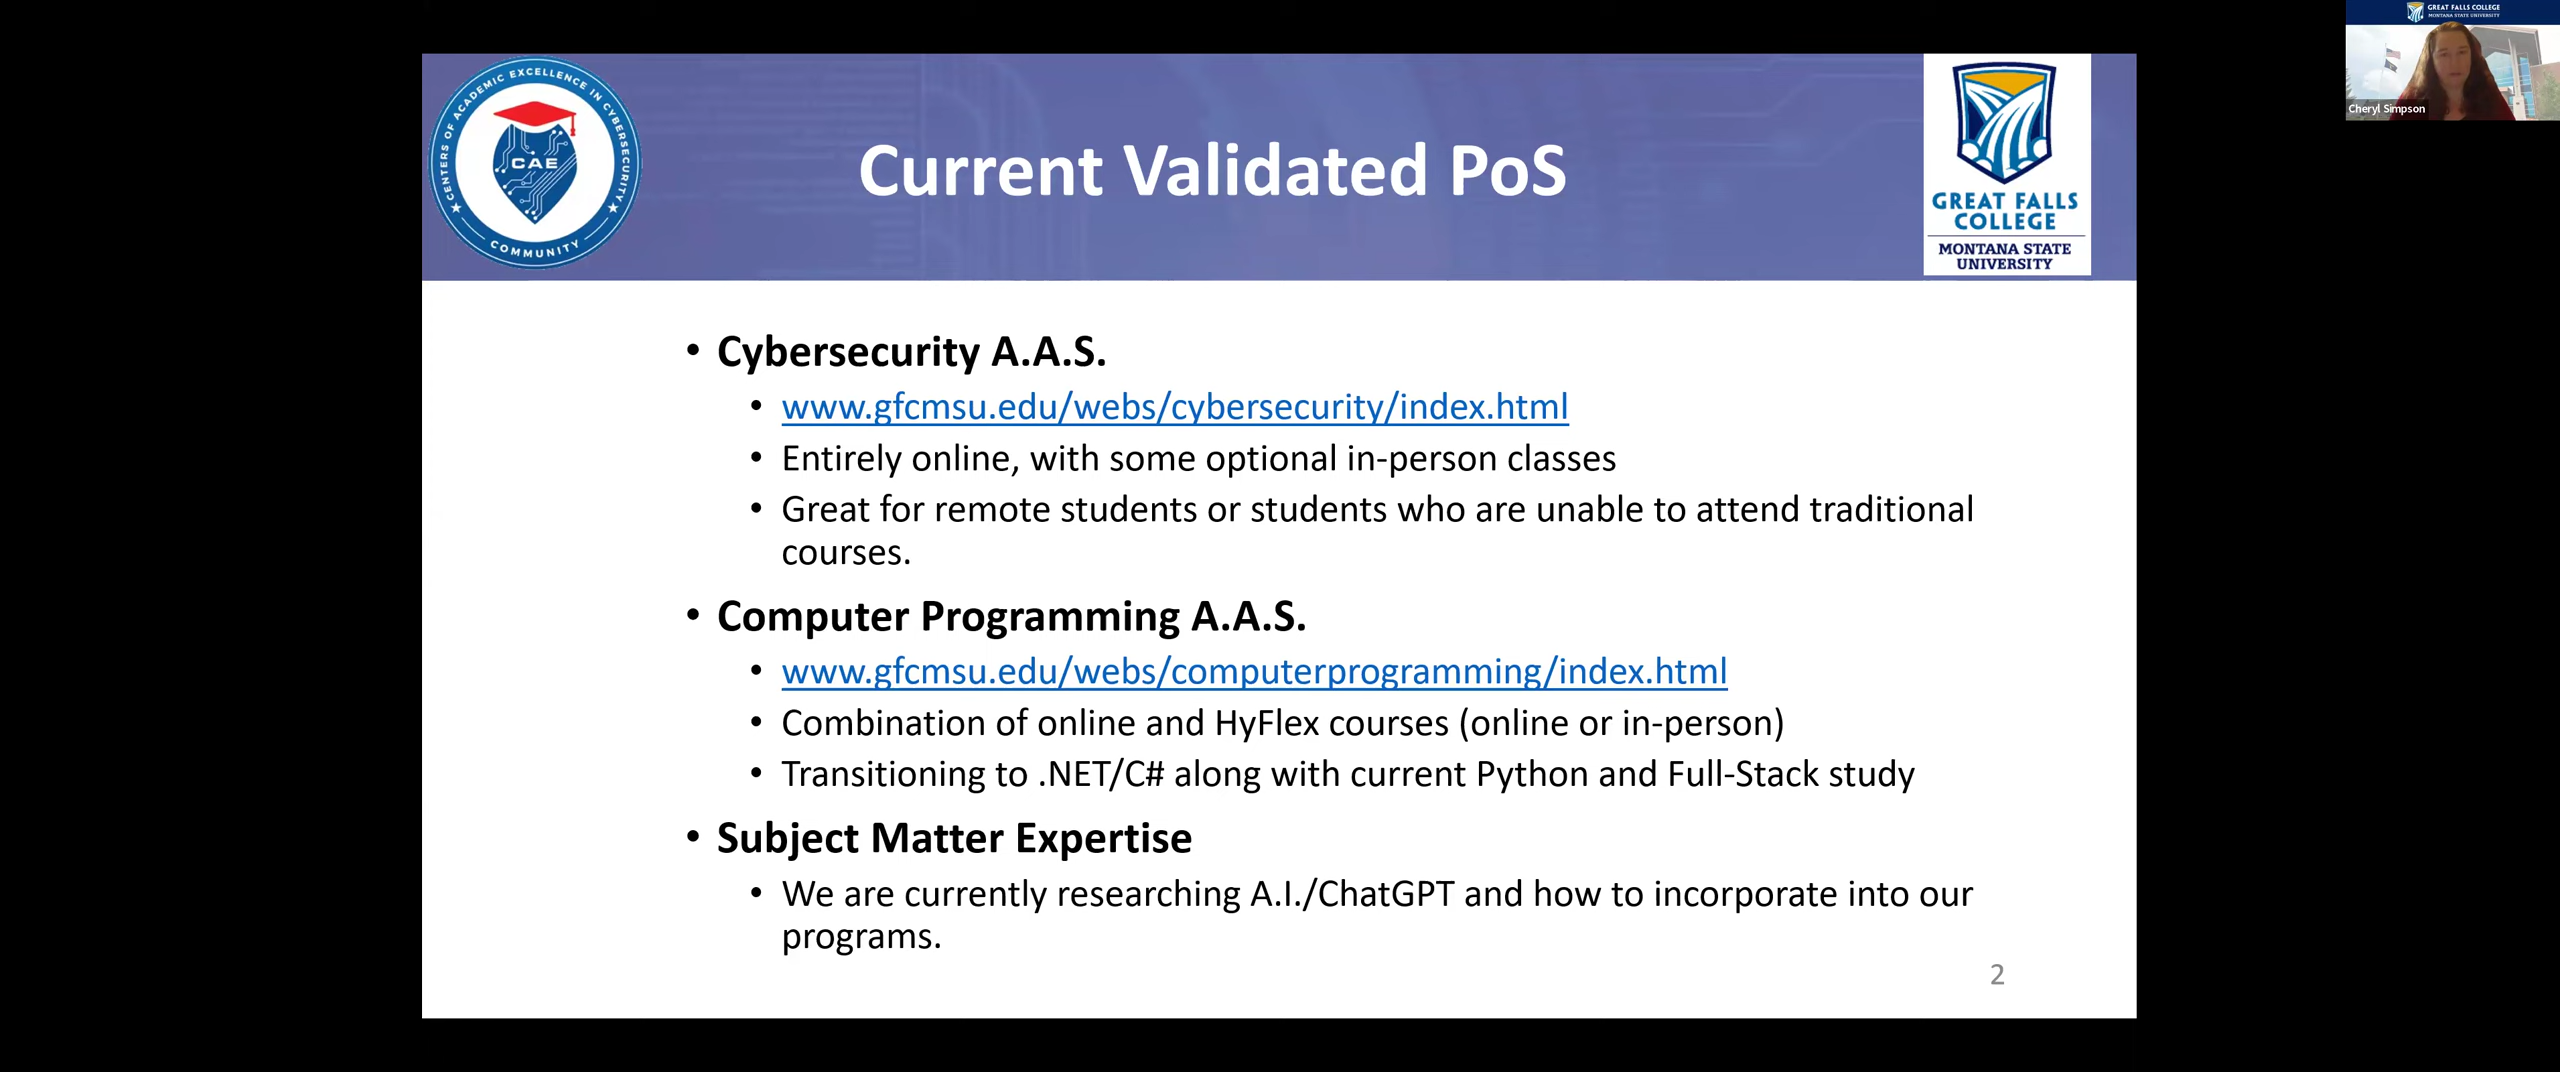 CENTERS OF ACADEMIC EXCELLENCE IN CYBERSECURITY
CAE
COMMUNITY
Current Validated PoS
GREAT FALLS
COLLEGE
MONTANA STATE
UNIVERSITY
GREAT FALLS COLLEGE
MONTANA STATE UNIVERSITY
Cheryl Simpson
• Cybersecurity A.A.S.
• www.gfcmsu.edu/webs/cybersecurity/index.html
• Entirely online, with some optional in-person classes
• Great for remote students or students who are unable to attend traditional
courses.
• Computer Programming A.A.S.
• www.gfcmsu.edu/webs/computerprogramming/index.html
• Combination of online and HyFlex courses (online or in-person)
• Transitioning to .NET/C# along with current Python and Full-Stack study
• Subject Matter Expertise
• We are currently researching A.I./ChatGPT and how to incorporate into our
programs.
2